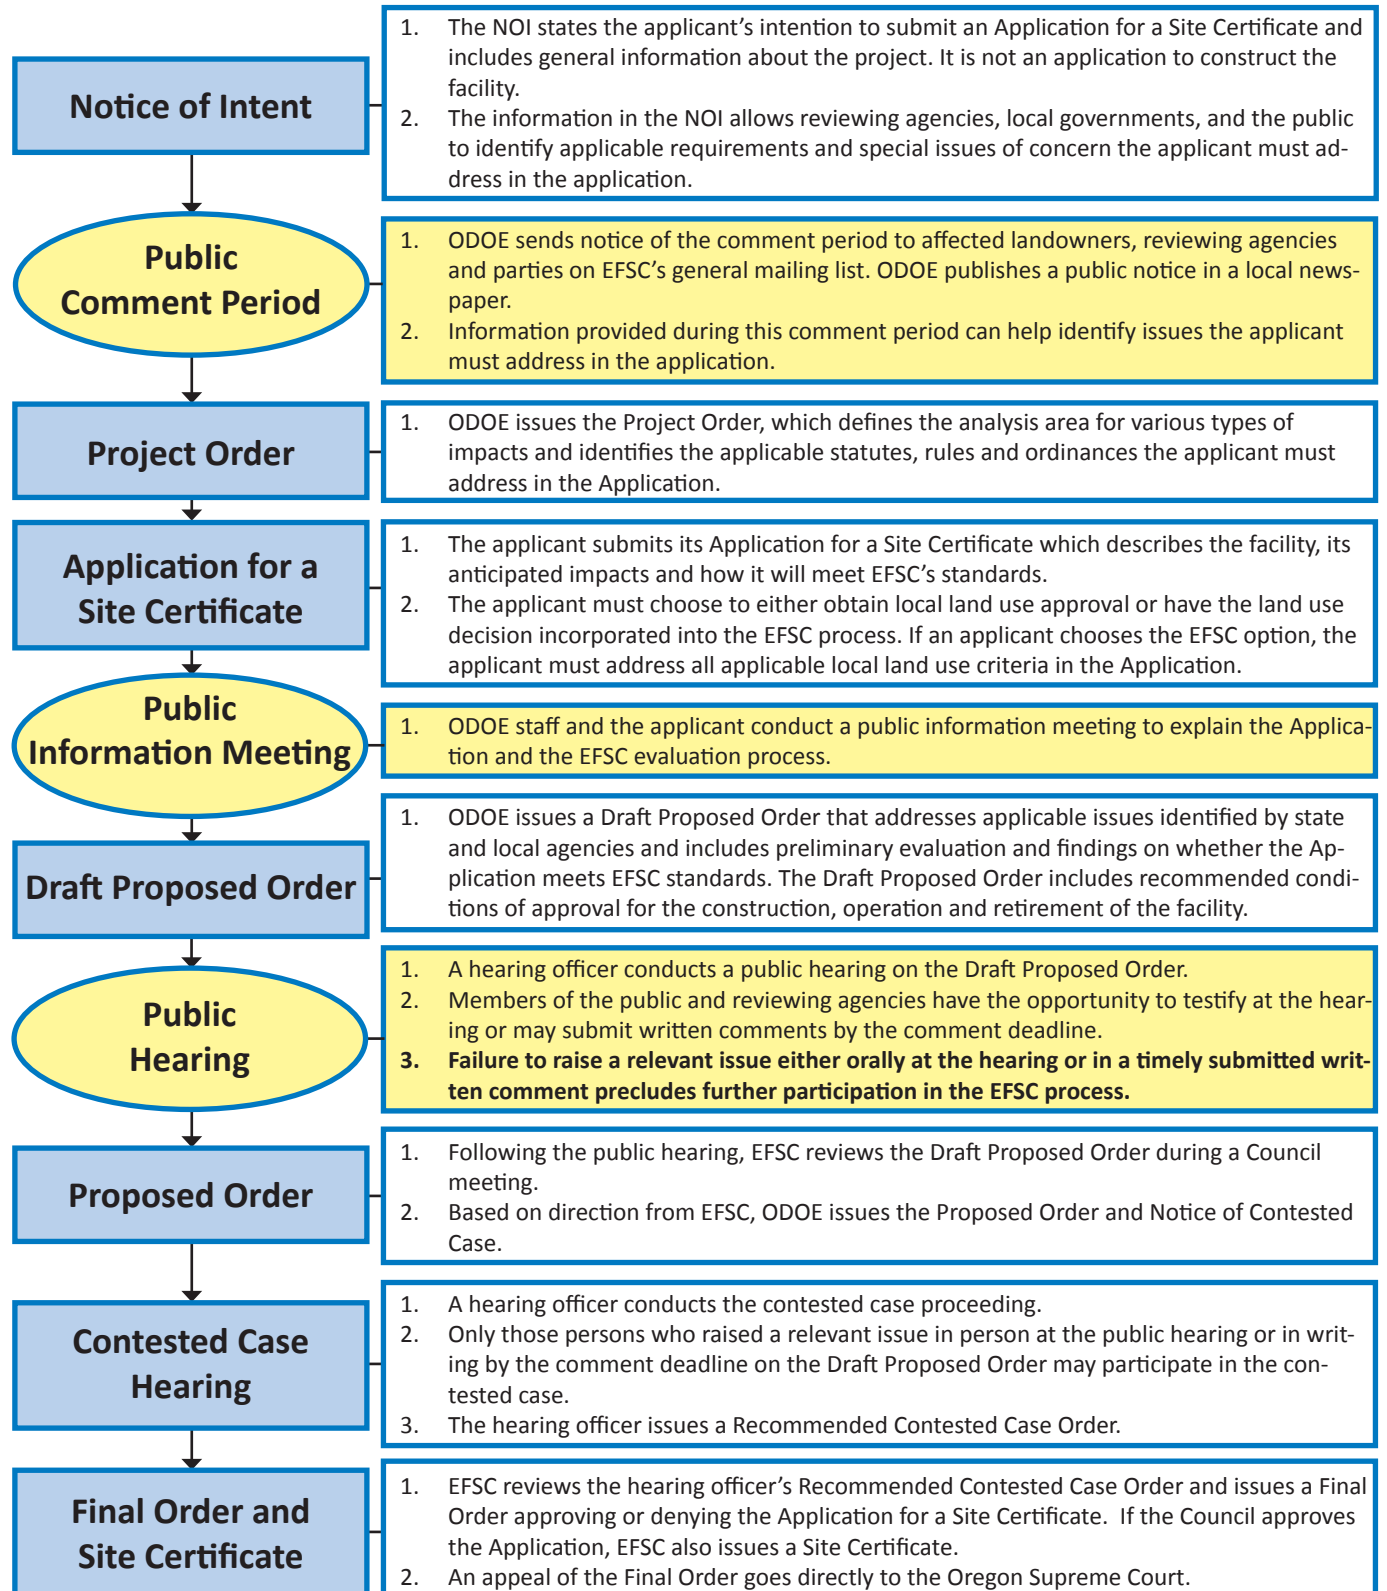 Notice of Intent
1. The NOI states the applicant’s intention to submit an Application for a Site Certificate and
includes general information about the project. It is not an application to construct the
facility.
2. The information in the NOI allows reviewing agencies, local governments, and the public
to identify applicable requirements and special issues of concern the applicant must ad-
dress in the application.
Public
Comment Period
1. ODOE sends notice of the comment period to affected landowners, reviewing agencies
and parties on EFSC’s general mailing list. ODOE publishes a public notice in a local news-
paper.
2. Information provided during this comment period can help identify issues the applicant
must address in the application.
Project Order
1. ODOE issues the Project Order, which defines the analysis area for various types of
impacts and identifies the applicable statutes, rules and ordinances the applicant must
address in the Application.
Application for a
Site Certificate
1. The applicant submits its Application for a Site Certificate which describes the facility, its
anticipated impacts and how it will meet EFSC’s standards.
2. The applicant must choose to either obtain local land use approval or have the land use
decision incorporated into the EFSC process. If an applicant chooses the EFSC option, the
applicant must address all applicable local land use criteria in the Application.
Public
Information Meeting
1. ODOE staff and the applicant conduct a public information meeting to explain the Applica-
tion and the EFSC evaluation process.
Draft Proposed Order
1. ODOE issues a Draft Proposed Order that addresses applicable issues identified by state
and local agencies and includes preliminary evaluation and findings on whether the Ap-
plication meets EFSC standards. The Draft Proposed Order includes recommended condi-
tions of approval for the construction, operation and retirement of the facility.
Public
Hearing
1. A hearing officer conducts a public hearing on the Draft Proposed Order.
2. Members of the public and reviewing agencies have the opportunity to testify at the hear-
ing or may submit written comments by the comment deadline.
3. Failure to raise a relevant issue either orally at the hearing or in a timely submitted writ-
ten comment precludes further participation in the EFSC process.
Proposed Order
1. Following the public hearing, EFSC reviews the Draft Proposed Order during a Council
meeting.
2. Based on direction from EFSC, ODOE issues the Proposed Order and Notice of Contested
Case.
Contested Case
Hearing
1. A hearing officer conducts the contested case proceeding.
2. Only those persons who raised a relevant issue in person at the public hearing or in writ-
ing by the comment deadline on the Draft Proposed Order may participate in the con-
tested case.
3. The hearing officer issues a Recommended Contested Case Order.
Final Order and
Site Certificate
1. EFSC reviews the hearing officer’s Recommended Contested Case Order and issues a Final
Order approving or denying the Application for a Site Certificate.  If the Council approves
the Application, EFSC also issues a Site Certificate.
2. An appeal of the Final Order goes directly to the Oregon Supreme Court.